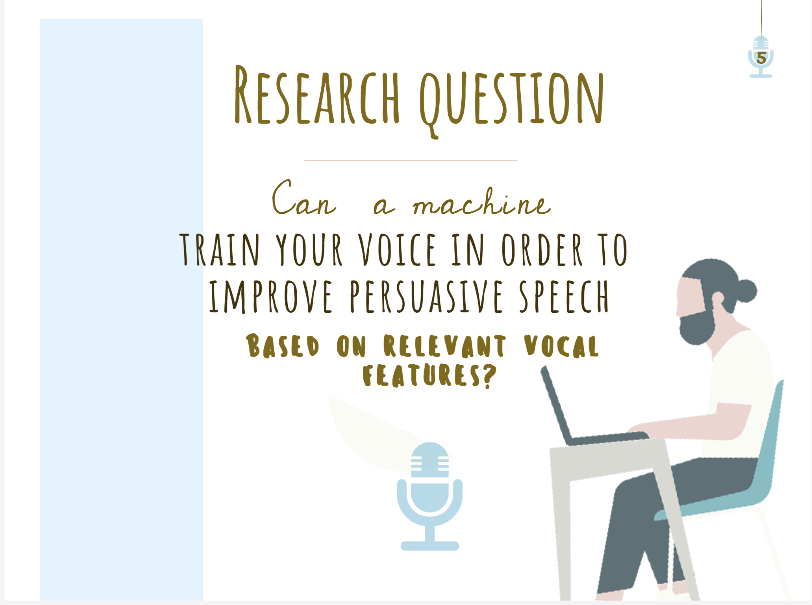 5
Research question
Can a machine
train your voice in order to
improve persuasive speech
Based on relevant vocal
features?